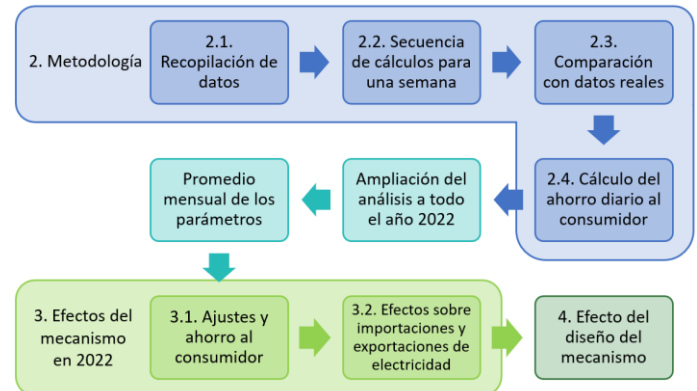 2. Metodología
2.1.
Recopilación de
datos
2.2. Secuencia
de cálculos para
una semana
2.3.
Comparación
con datos reales
Promedio
mensual de los
parámetros
Ampliación del
análisis a todo
el año 2022
2.4. Cálculo del
ahorro diario al
consumidor
3. Efectos del
mecanismo
en 2022
3.1. Ajustes y
ahorro al
consumidor
3.2. Efectos sobre
importaciones y
exportaciones de
electricidad
4. Efecto del
diseño del
mecanismo